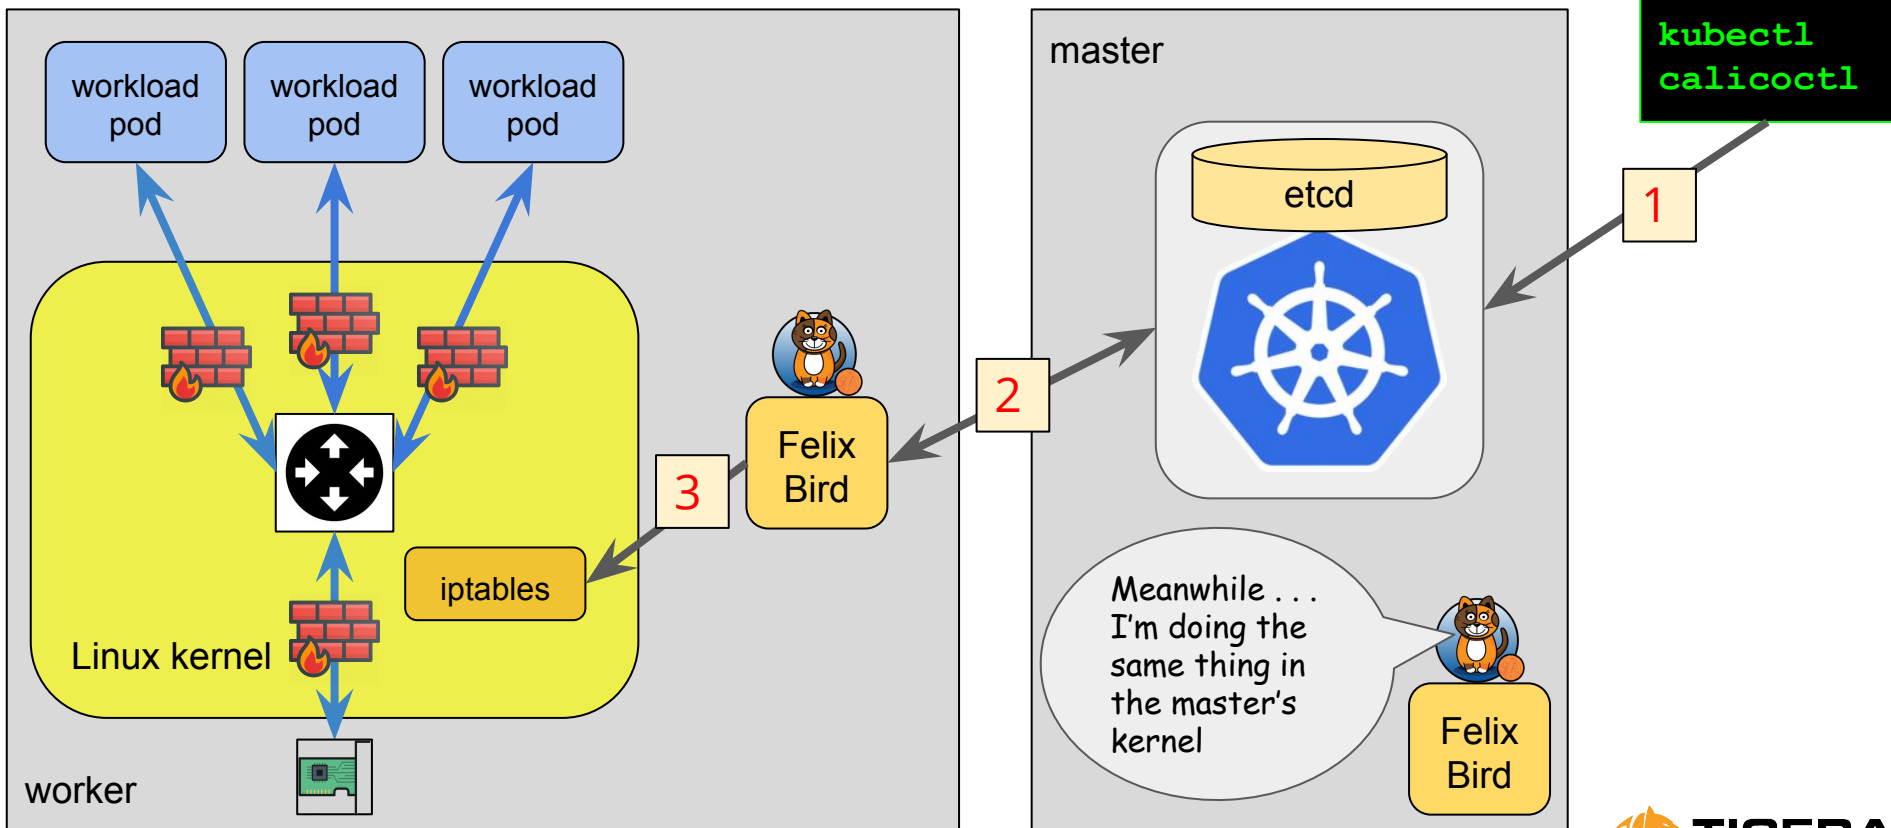 workload
pod
workload
pod
workload
pod
Linux kernel
iptables
worker
Felix
Bird
3
2
1
master
etcd
kubectl
calicoctl
Meanwhile . . .
I'm doing the
same thing in
the master's
kernel
Felix
Bird